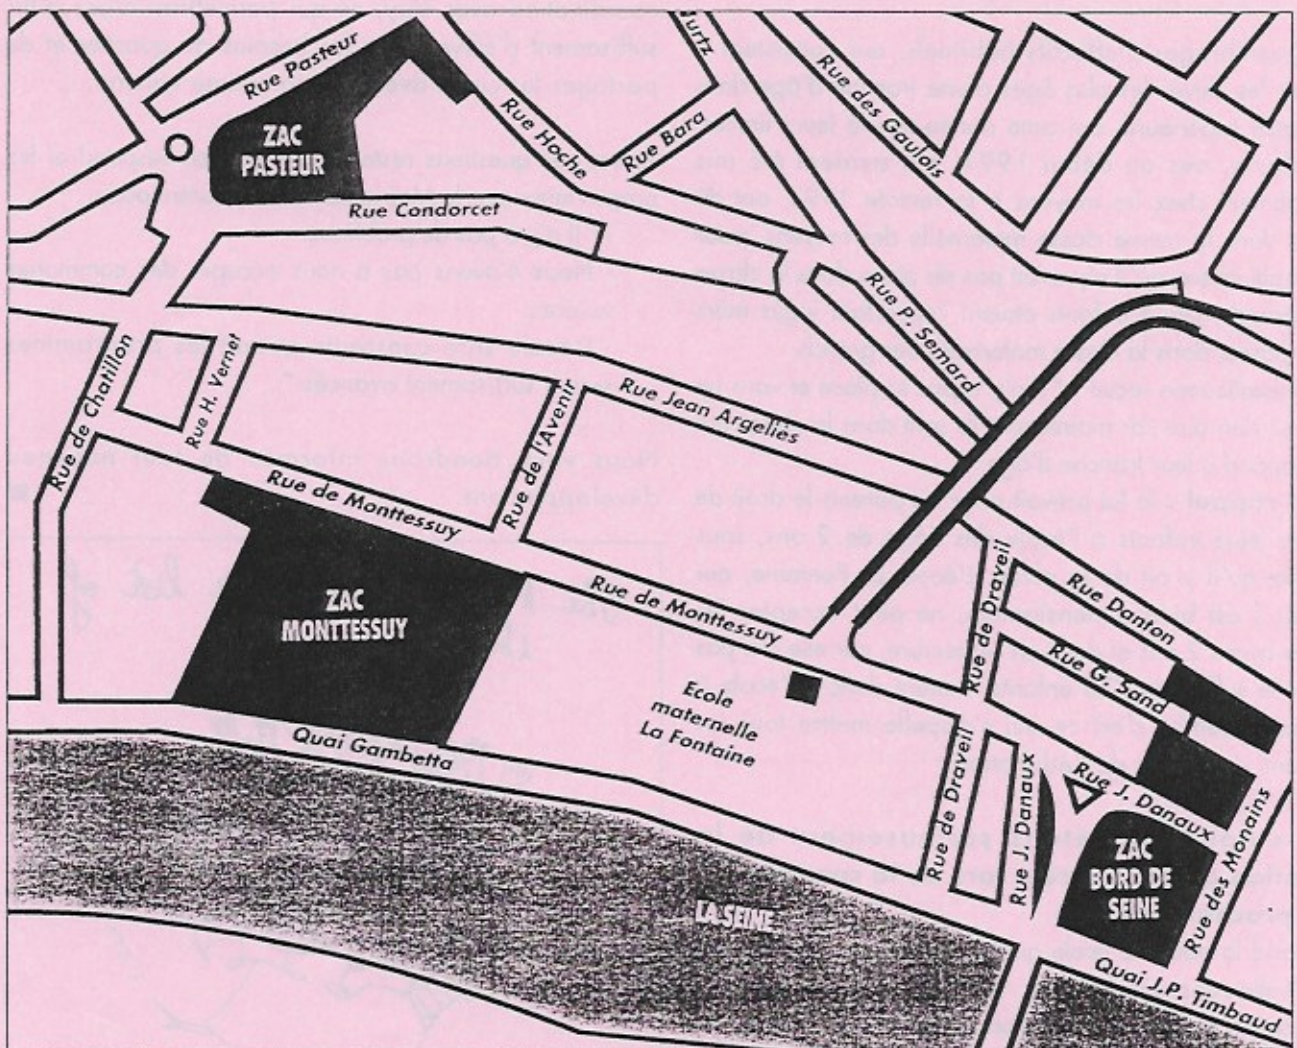 Rue Pasteur
urtz
Rue des Gaulois
ZAC
PASTEUR
Rue Hoche
Rue Bara
Rue Condorcet
Rue P. Semard
Rue de Chatillon
Rue H. Vernet
Rue de l'Avenir
Rue Jean Argeliès
Rue de Monttessuy
Rue de Monttessuy
ZAC
MONTTESSUY
Rue de Draveil
Rue Danton
Rue G. Sand
Ecole
maternelle
La Fontaine
Quai Gambetta
Rue de Draveil
Rue J. Danaux
Rue J. Danaux
ZAC
BORD DE
SEINE
Rue des Monains
LA SEINE
Quai J.P. Timbaud